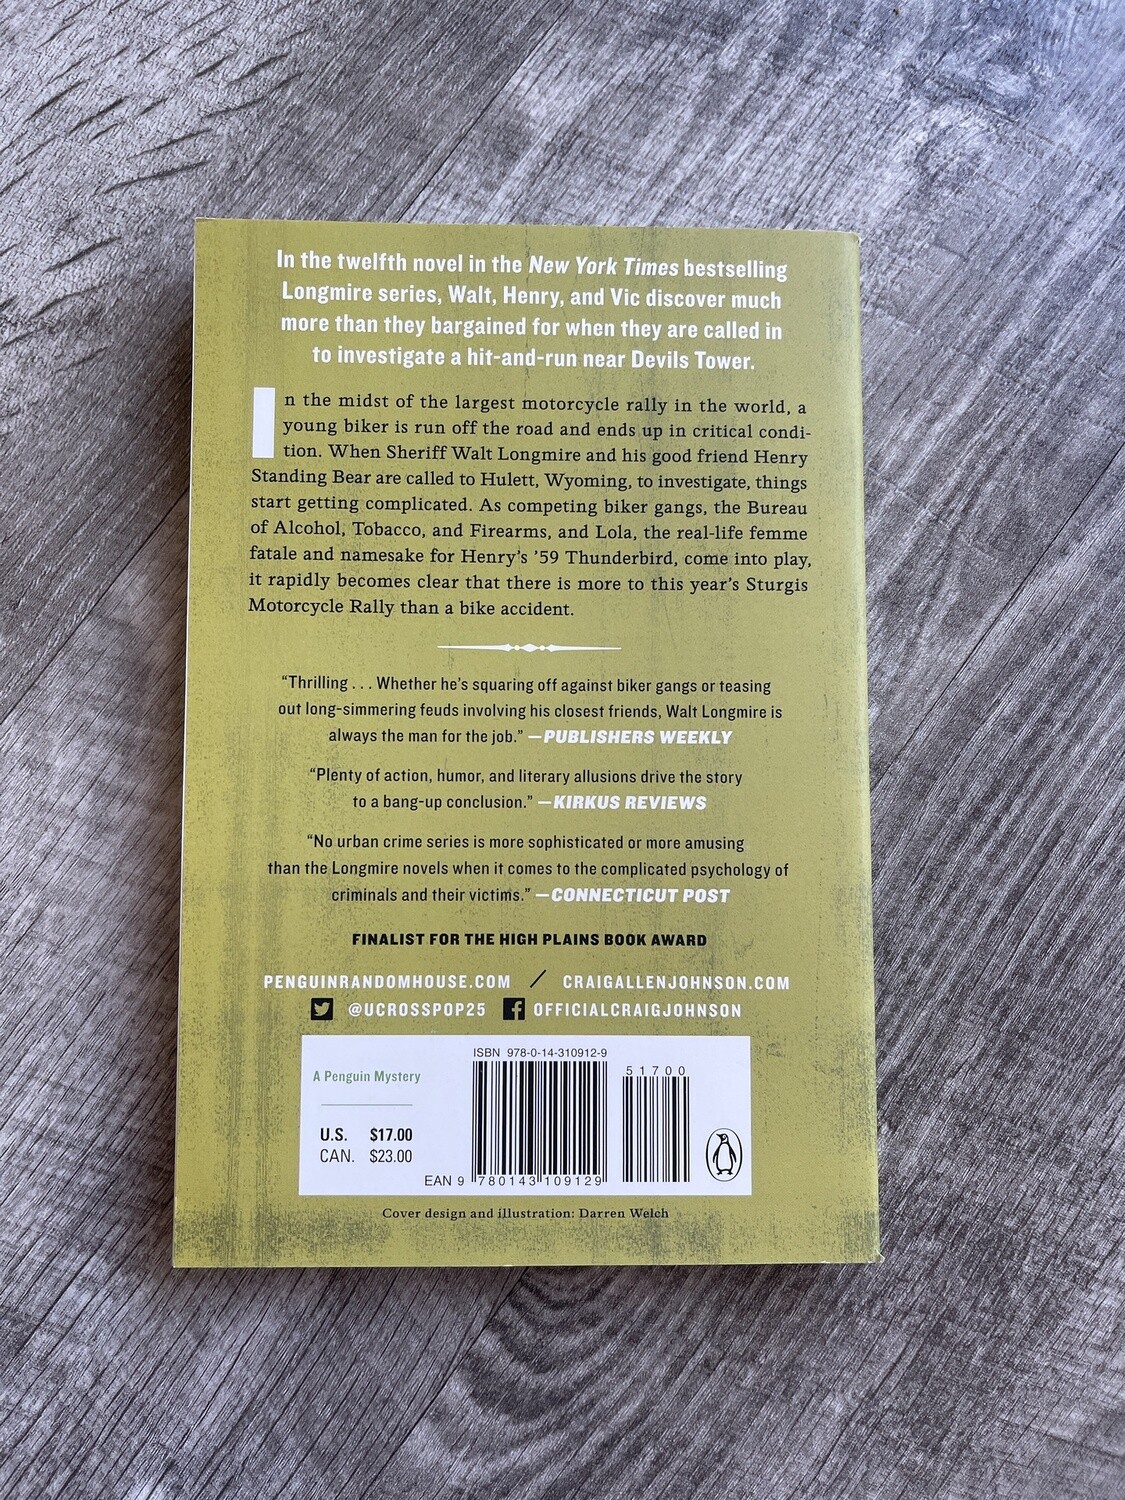 In the twelfth novel in the New York Times bestselling
Longmire series, Walt, Henry, and Vic discover much
more than they bargained for when they are called in
to investigate a hit-and-run near Devils Tower.
In the midst of the largest motorcycle rally in the world, a
young biker is run off the road and ends up in critical condi-
tion. When Sheriff Walt Longmire and his good friend Henry
Standing Bear are called to Hulett, Wyoming, to investigate, things
start getting complicated. As competing biker gangs, the Bureau
of Alcohol, Tobacco, and Firearms, and Lola, the real-life femme
fatale and namesake for Henry's '59 Thunderbird, come into play,
it rapidly becomes clear that there is more to this year's Sturgis
Motorcycle Rally than a bike accident.
“Thrilling . . . Whether he's squaring off against biker gangs or teasing
out long-simmering feuds involving his closest friends, Walt Longmire is
always the man for the job.” —PUBLISHERS WEEKLY
“Plenty of action, humor, and literary allusions drive the story
to a bang-up conclusion.” —KIRKUS REVIEWS
“No urban crime series is more sophisticated or more amusing
than the Longmire novels when it comes to the complicated psychology of
criminals and their victims.” —CONNECTICUT POST
FINALIST FOR THE HIGH PLAINS BOOK AWARD
PENGUINRANDOMHOUSE.COM / CRAIGALLENJOHNSON.COM
@UCROSSPOP25 OFFICIALCRAIGJOHNSON
ISBN 978-0-14-310912-9
51700
A Penguin Mystery
U.S. $17.00
CAN. $23.00
EAN 9 780143 109129
Cover design and illustration: Darren Welch